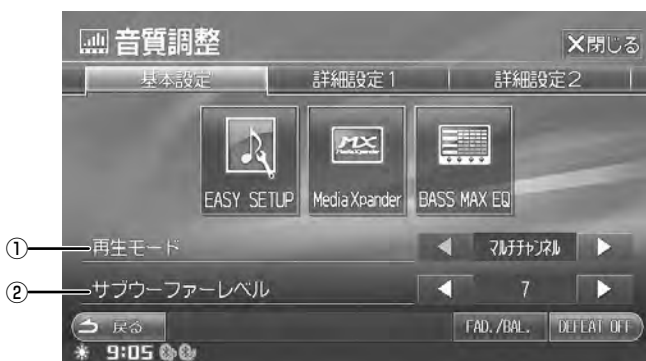 音質調整
×閉じる
基本設定 詳細設定1 詳細設定2
MX
MediaXpander
EASY SETUP MediaXpander BASS MAX EQ
① 再生モード マルチチャンネル
② サブウーファーレベル 7
戻る FAD./BAL. DEFEAT OFF
9:05